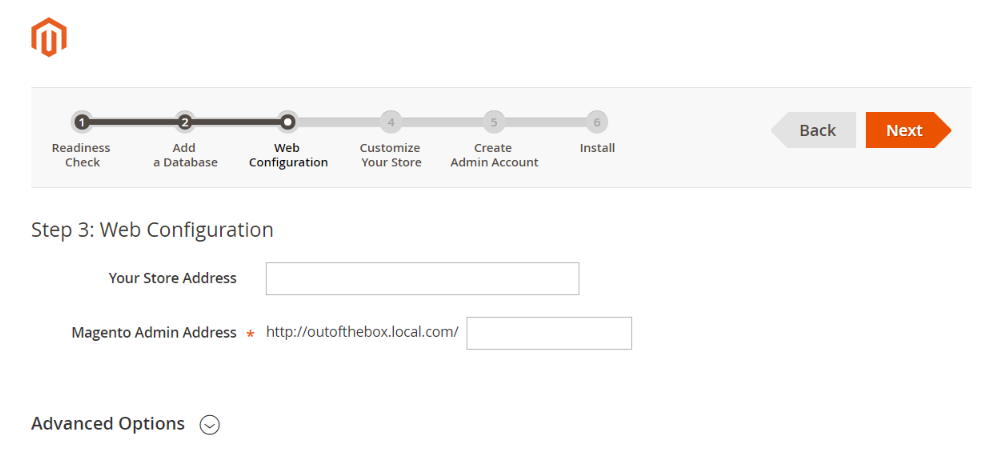 1 2 4 5 6
Readiness Check
Add a Database
Web Configuration
Customize Your Store
Create Admin Account
Install
Back
Next
Step 3: Web Configuration
Your Store Address
Magento Admin Address * http://outofthebox.local.com/
Advanced Options